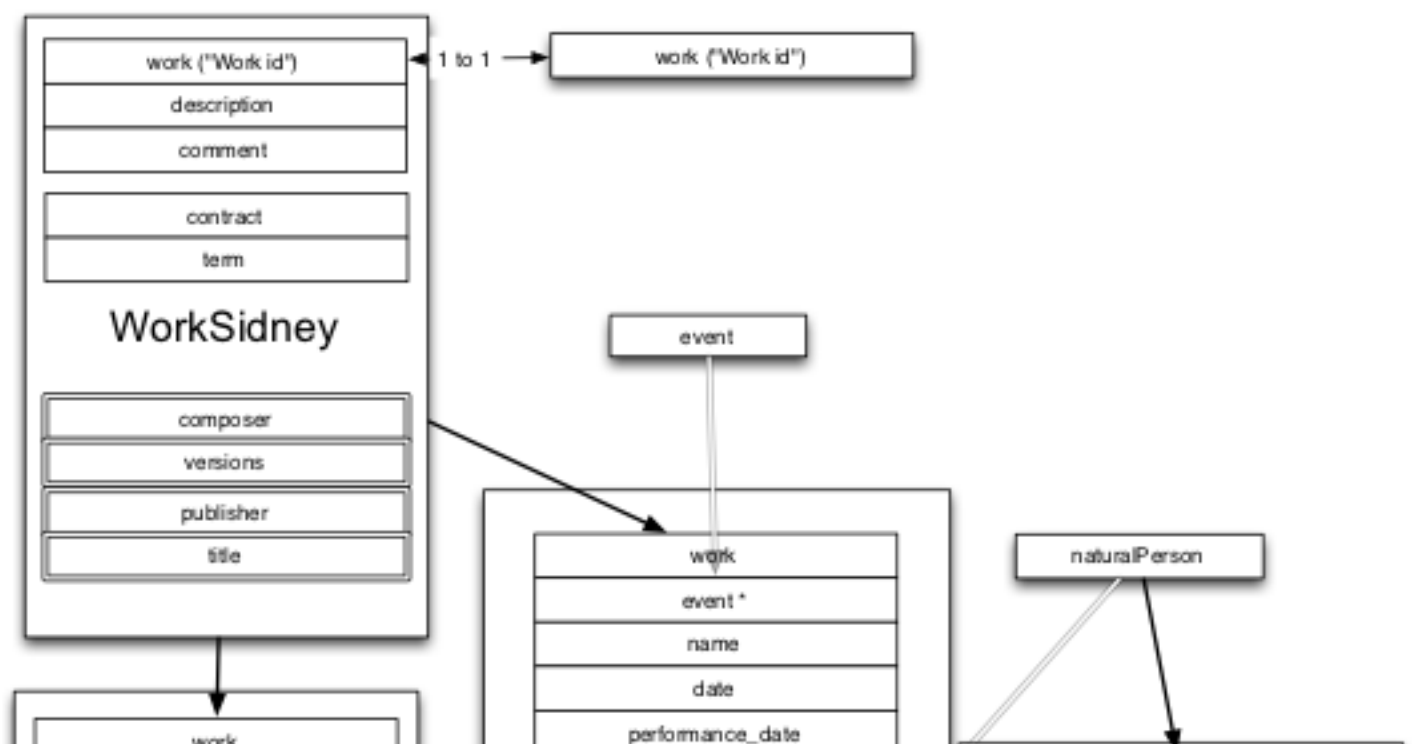 work ("Work id")
1 to 1
work ("Work id")
description
comment
contract
term
WorkSidney
event
composer
versions
publisher
title
work
event *
name
date
performance_date
naturalPerson
work